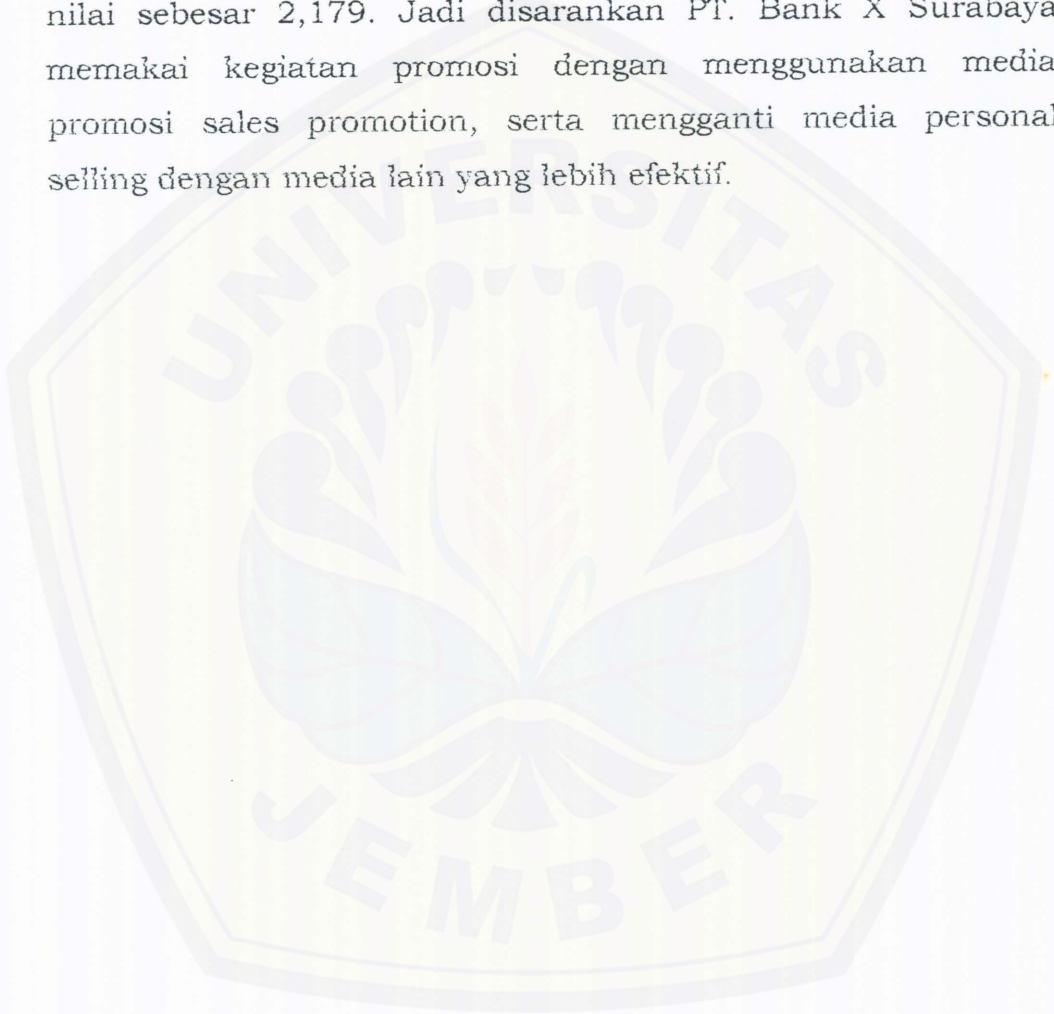 nilai sebesar 2,179. Jadi disarankan PT. Bank X Surabaya
memakai kegiatan promosi dengan menggunakan media
promosi sales promotion, serta mengganti media personal
selling dengan media lain yang lebih efektif.
UNIVERSITAS
JEMBER